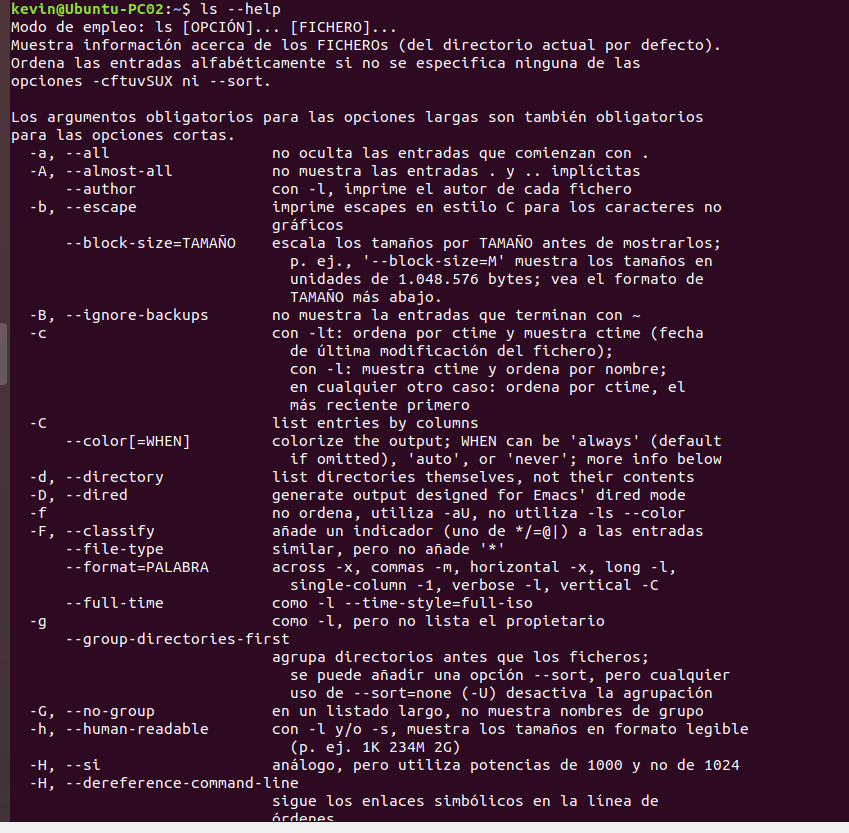 kevin@Ubuntu-PC02:~$ ls --help
Modo de empleo: ls [OPCIÓN]... [FICHERO]...
Muestra información acerca de los FICHEROs (del directorio actual por defecto).
Ordena las entradas alfabéticamente si no se especifica ninguna de las
opciones -cftuvSUX ni --sort.

Los argumentos obligatorios para las opciones largas son también obligatorios
para las opciones cortas.
  -a, --all                  no oculta las entradas que comienzan con .
  -A, --almost-all           no muestra las entradas . y .. implícitas
      --author               con -l, imprime el autor de cada fichero
  -b, --escape               imprime escapes en estilo C para los caracteres no
                             gráficos
      --block-size=TAMAÑO    escala los tamaños por TAMAÑO antes de mostrarlos;
                               p. ej., '--block-size=M' muestra los tamaños en
                               unidades de 1.048.576 bytes; vea el formato de
                               TAMAÑO más abajo.
  -B, --ignore-backups       no muestra la entradas que terminan con ~
  -c                         con -lt: ordena por ctime y muestra ctime (fecha
                               de última modificación del fichero);
                               con -l: muestra ctime y ordena por nombre;
                               en cualquier otro caso: ordena por ctime, el
                               más reciente primero
  -C                         list entries by columns
      --color[=WHEN]         colorize the output; WHEN can be 'always' (default
                               if omitted), 'auto', or 'never'; more info below
  -d, --directory            list directories themselves, not their contents
  -D, --dired                generate output designed for Emacs' dired mode
  -f                         no ordena, utiliza -aU, no utiliza -ls --color
  -F, --classify             añade un indicador (uno de */=@|) a las entradas
      --file-type            similar, pero no añade '*'
      --format=PALABRA       across -x, commas -m, horizontal -x, long -l,
                               single-column -1, verbose -l, vertical -C
      --full-time            como -l --time-style=full-iso
  -g                         como -l, pero no lista el propietario
      --group-directories-first
                             agrupa directorios antes que los ficheros;
                               se puede añadir una opción --sort, pero cualquier
                               uso de --sort=none (-U) desactiva la agrupación
  -G, --no-group             en un listado largo, no muestra nombres de grupo
  -h, --human-readable       con -l y/o -s, muestra los tamaños en formato legible
                               (p. ej. 1K 234M 2G)
  -H, --si                   análogo, pero utiliza potencias de 1000 y no de 1024
  -H, --dereference-command-line
                             sigue los enlaces simbólicos en la línea de
                             órdenes